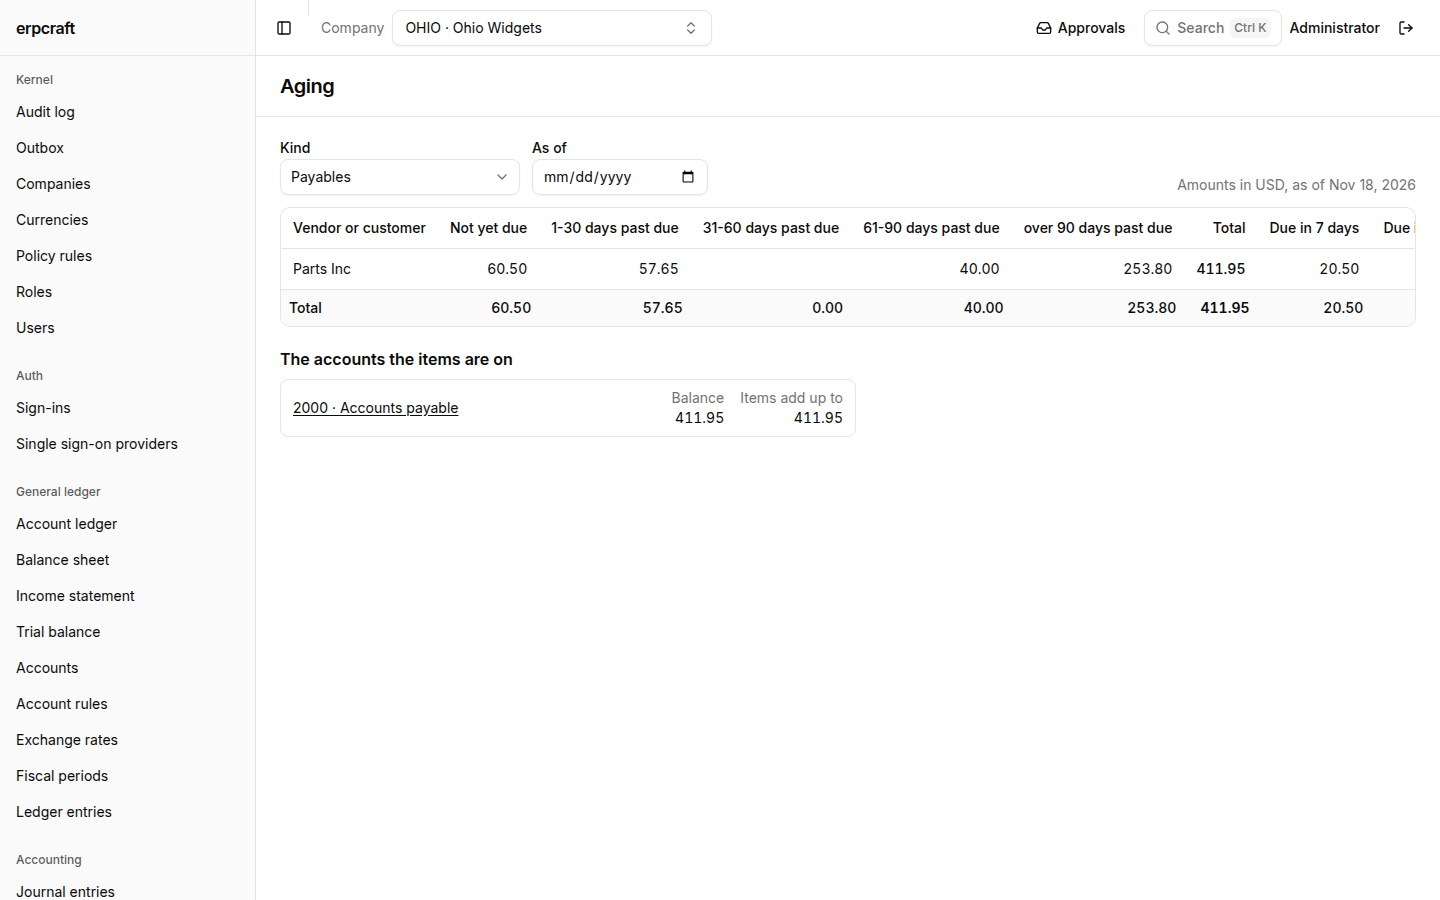 erpcraft
Company
OHIO · Ohio Widgets
Approvals
Search Ctrl K
Administrator
Kernel
Audit log
Outbox
Companies
Currencies
Policy rules
Roles
Users
Auth
Sign-ins
Single sign-on providers
General ledger
Account ledger
Balance sheet
Income statement
Trial balance
Accounts
Account rules
Exchange rates
Fiscal periods
Ledger entries
Accounting
Journal entries
Aging
Kind
As of
Payables
mm/dd/yyyy
Amounts in USD, as of Nov 18, 2026
Vendor or customer Not yet due 1-30 days past due 31-60 days past due 61-90 days past due over 90 days past due Total Due in 7 days Due
Parts Inc 60.50 57.65 40.00 253.80 411.95 20.50
Total 60.50 57.65 0.00 40.00 253.80 411.95 20.50
The accounts the items are on
2000 · Accounts payable
Balance Items add up to
411.95 411.95